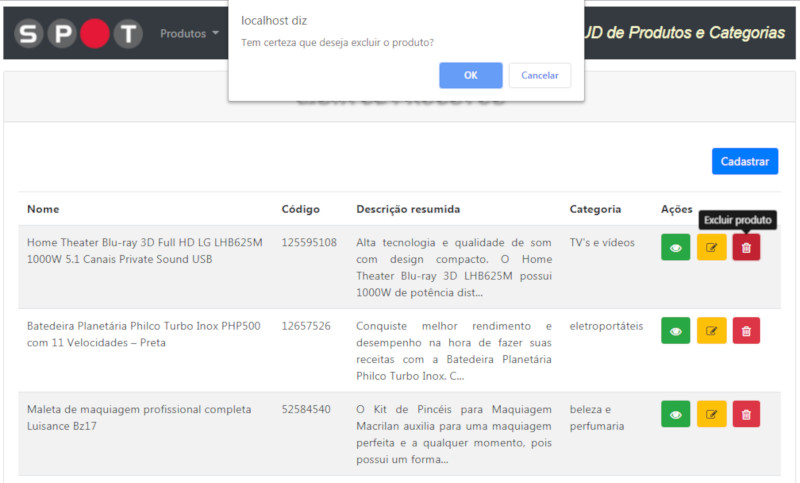 localhost diz
Tem certeza que deseja excluir o produto?
OK
Cancelar
SPOT
Produtos
UD de Produtos e Categorias
Cadastrar
Nome
Código
Descrição resumida
Categoria
Ações
Excluir produto
Home Theater Blu-ray 3D Full HD LG LHB625M
1000W 5.1 Canais Private Sound USB
125595108
Alta tecnologia e qualidade de som
com design compacto. O Home
Theater Blu-ray 3D LHB625M possui
1000W de potência dist...
TV's e vídeos
Batedeira Planetária Philco Turbo Inox PHP500
com 11 Velocidades – Preta
12657526
Conquiste melhor rendimento e
desempenho na hora de fazer suas
receitas com a Batedeira Planetária
Philco Turbo Inox. C...
eletroportáteis
Maleta de maquiagem profissional completa
Luisance Bz17
52584540
O Kit de Pincéis para Maquiagem
Macrilan auxilia para uma maquiagem
perfeita e a qualquer momento, pois
possui um forma...
beleza e
perfumaria